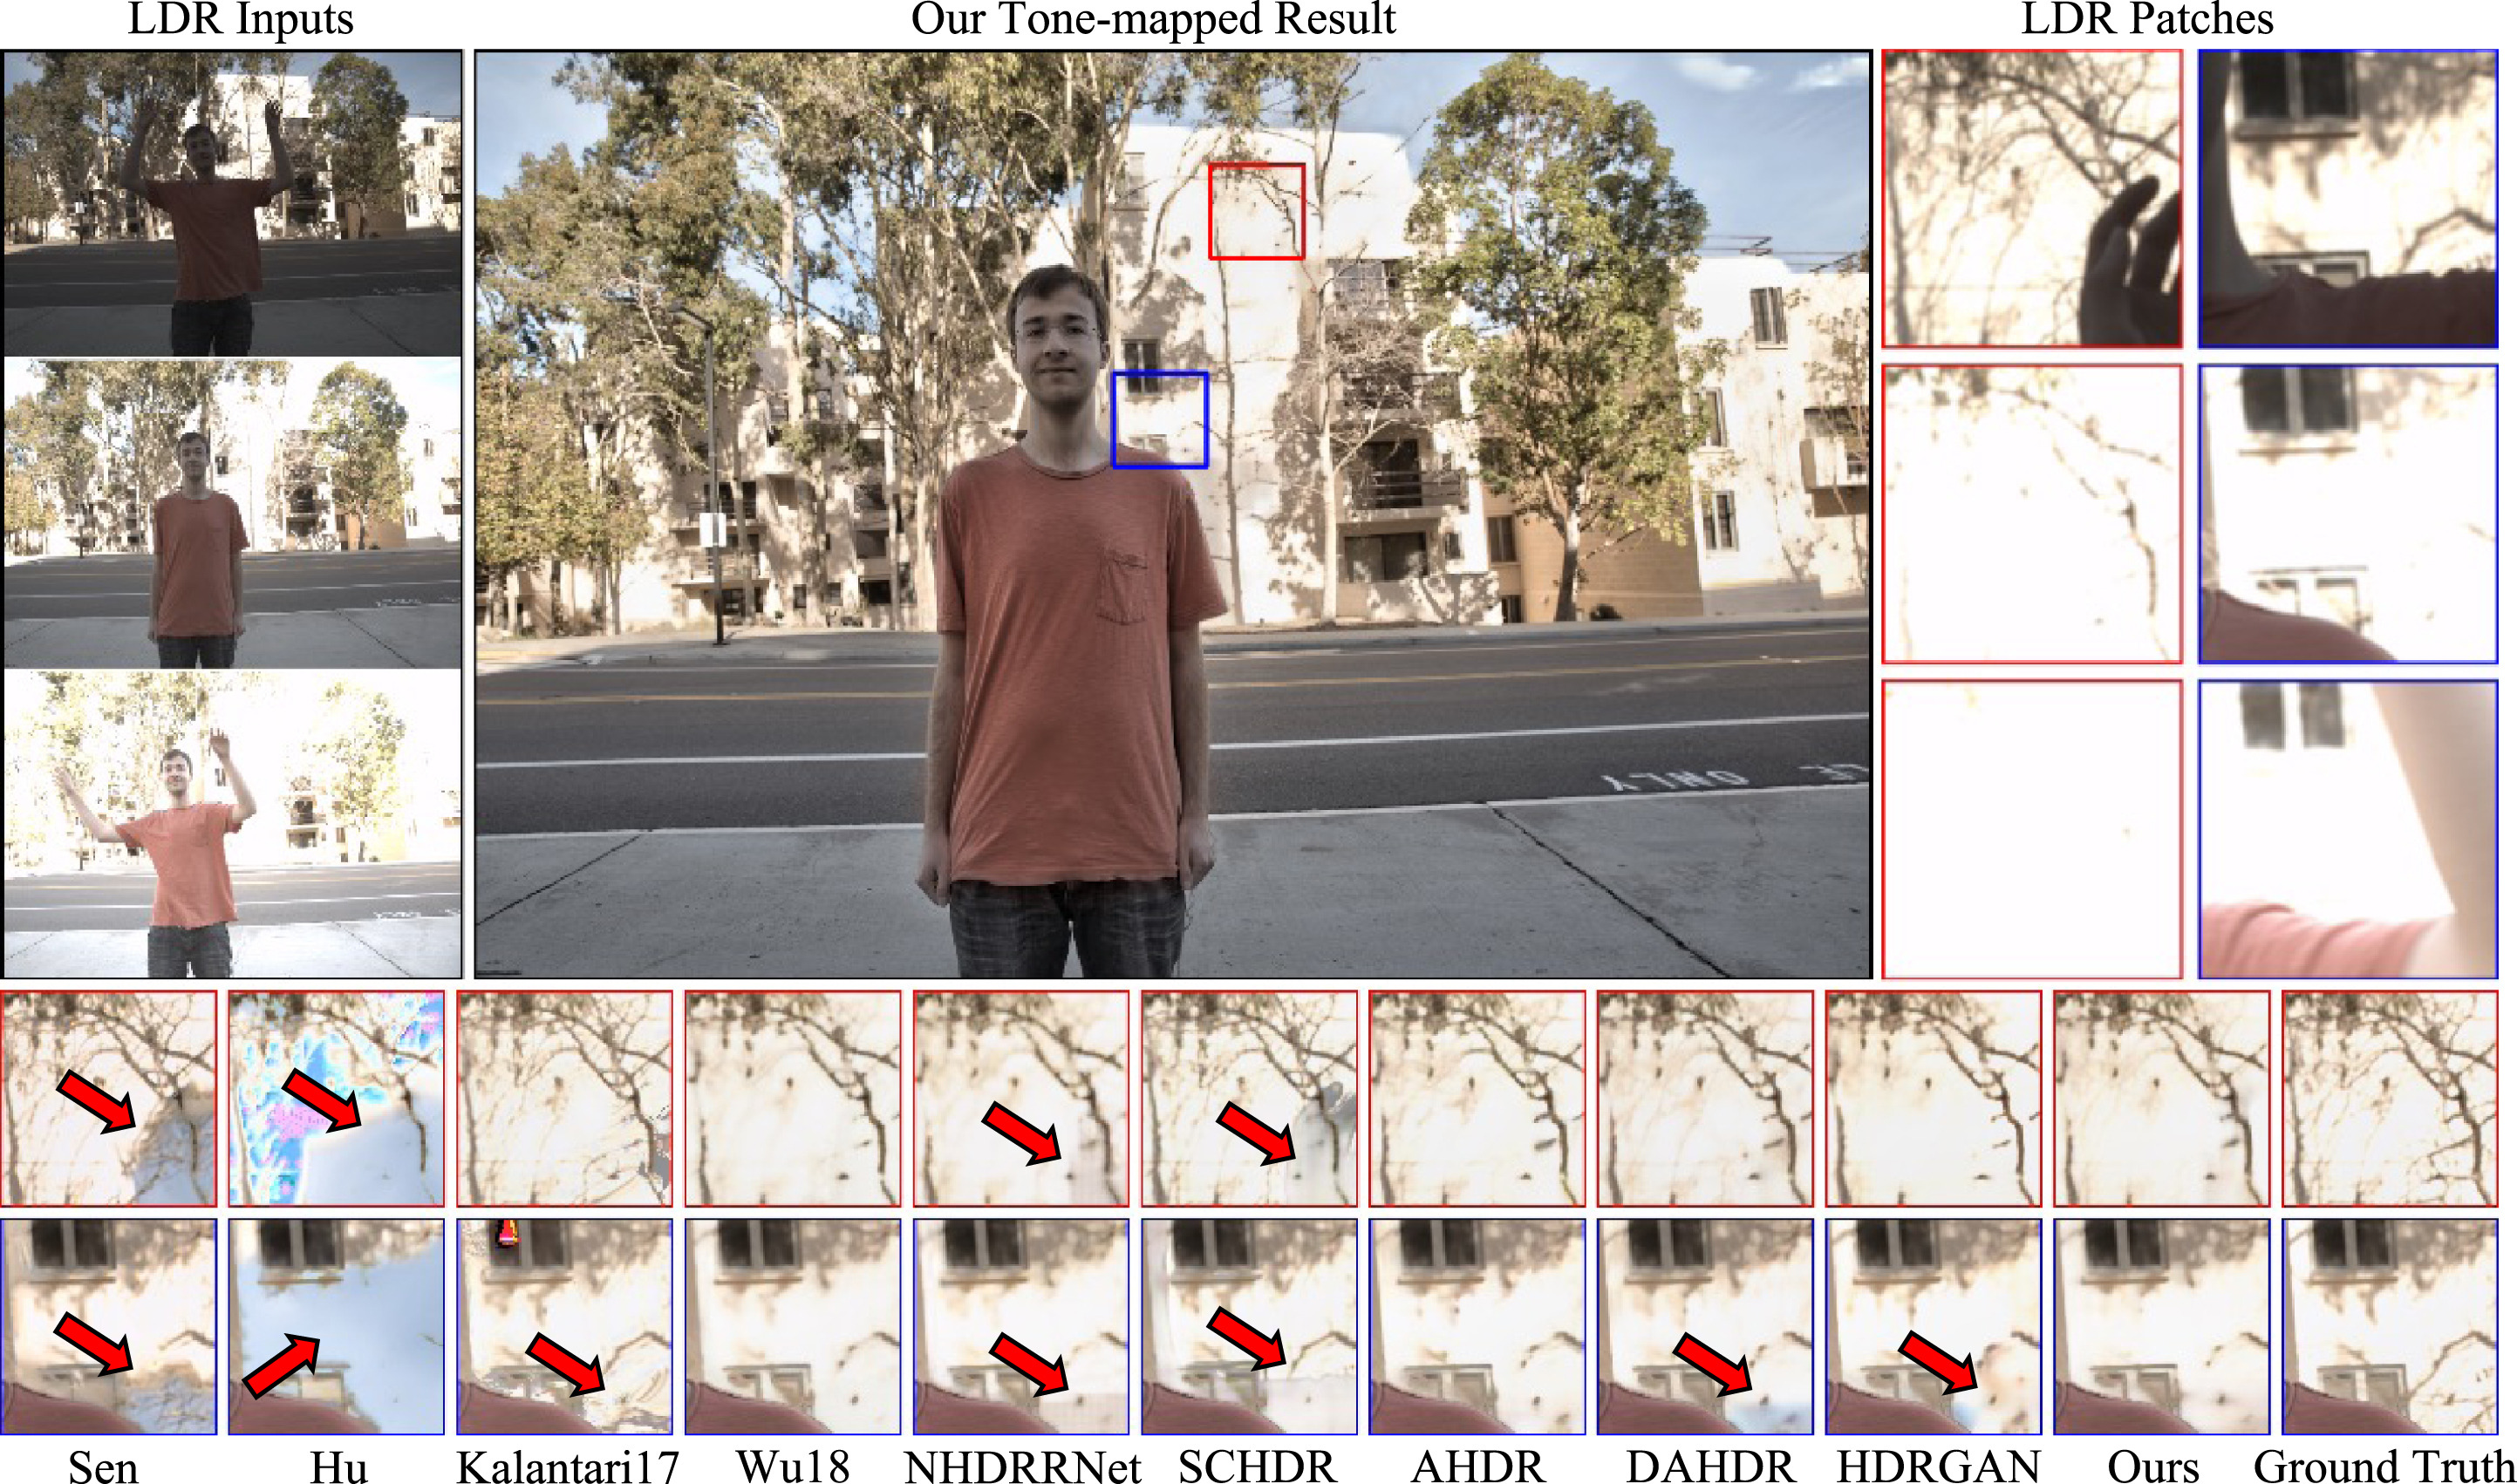 LDR Inputs
Our Tone-mapped Result
LDR Patches
ONLY
Sen
Hu
Kalantari17
Wu18
NHDRRNet
SCHDR
AHDR
DAHDR
HDRGAN
Ours
Ground Truth